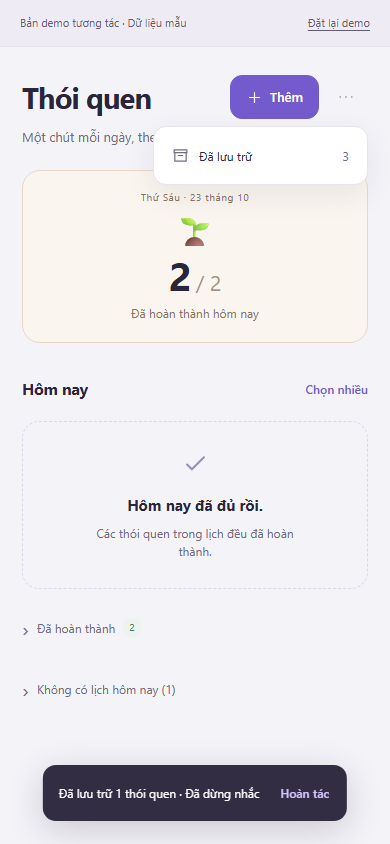 Bản demo tương tác · Dữ liệu mẫu
Đặt lại demo
Thói quen
Thêm
Một chút mỗi ngày,
Đã lưu trữ
3
Thứ Sáu · 23 tháng 10
2 / 2
Đã hoàn thành hôm nay
Hôm nay
Chọn nhiều
Hôm nay đã đủ rồi.
Các thói quen trong lịch đều đã hoàn
thành.
Đã hoàn thành
2
Không có lịch hôm nay (1)
Đã lưu trữ 1 thói quen · Đã dừng nhắc
Hoàn tác